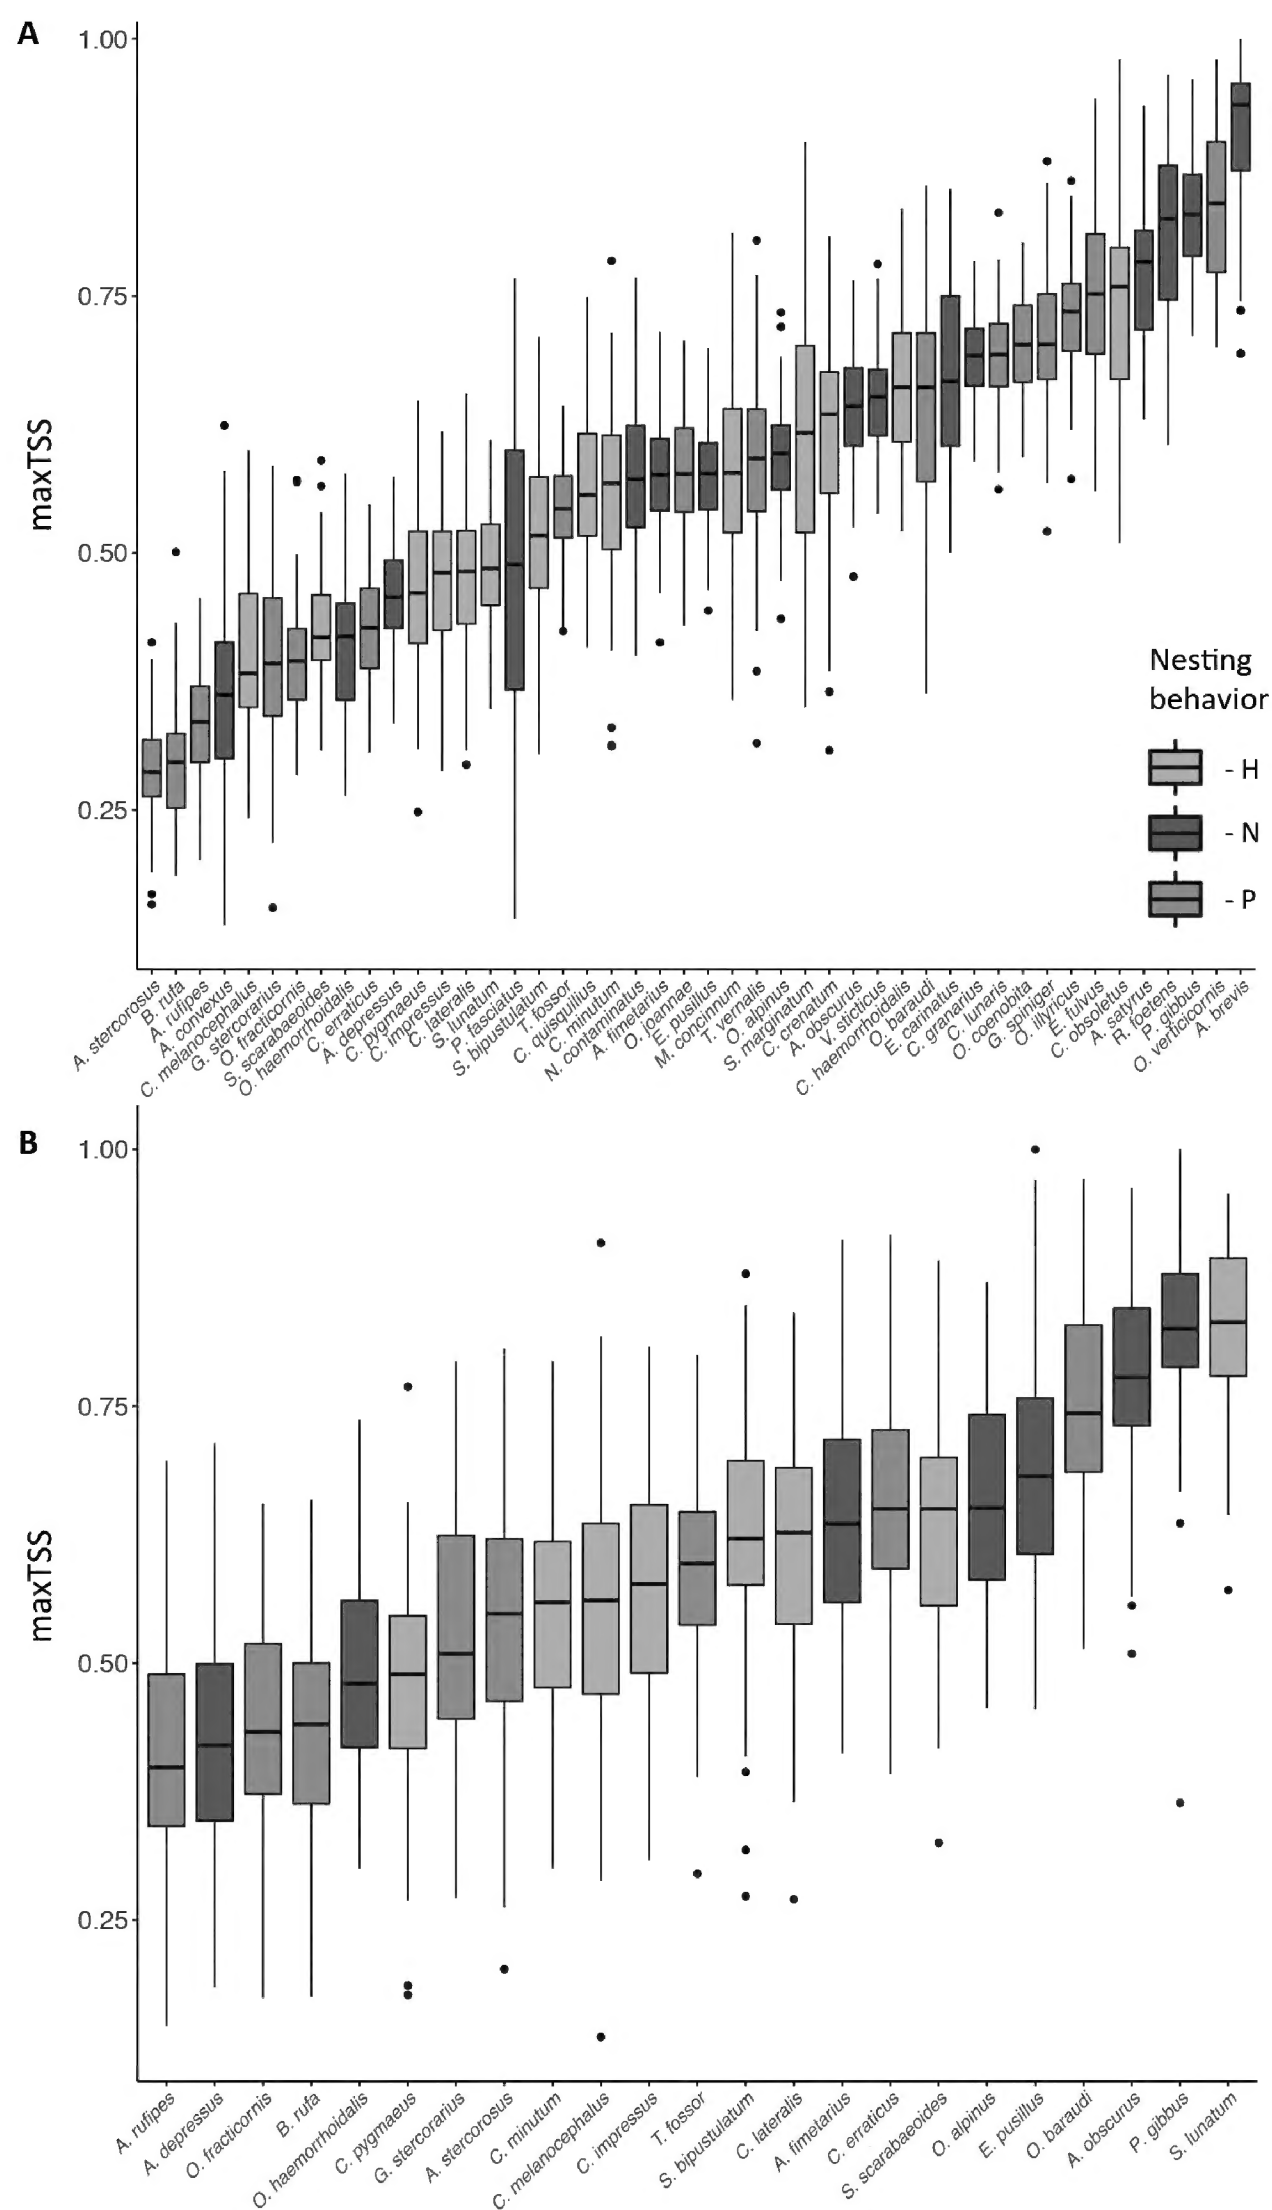 A
1.00
0.75
0.50
0.25
maxTSS
Nesting
behavior
- H
- N
- P
A. stercorosus
B. rufa
A. rufipes
A. convexus
C. melanocephalus
G. stercorarius
O. fracticornis
S. scarabaeoides
O. haemorrhoidalis
C. erraticus
A. depressus
C. pygmaeus
C. impressus
C. lateralis
S. lunatum
P. fasciatus
S. bipustulatum
T. fossor
C. quisquilius
C. minutum
N. contaminatus
A. fimetarius
O. joannae
E. pusillus
M. concinnum
T. vernalis
O. alpinus
S. marginatum
C. crenatum
A. obscurus
V. sticticus
C. haemorrhoidalis
O. baraudi
E. carinatus
C. granarius
C. lunaris
O. coenobita
G. spiniger
O. illyricus
E. fulvus
C. obsoletus
A. satyrus
R. foetens
P. gibbus
O. verticicornis
A. brevis
B
1.00
0.75
0.50
0.25
maxTSS
A. rufipes
A. depressus
O. fracticornis
B. rufa
O. haemorrhoidalis
C. pygmaeus
G. stercorarius
A. stercorosus
C. minutum
C. melanocephalus
C. impressus
T. fossor
S. bipustulatum
C. lateralis
A. fimetarius
C. erraticus
S. scarabaeoides
O. alpinus
E. pusillus
O. baraudi
A. obscurus
P. gibbus
S. lunatum